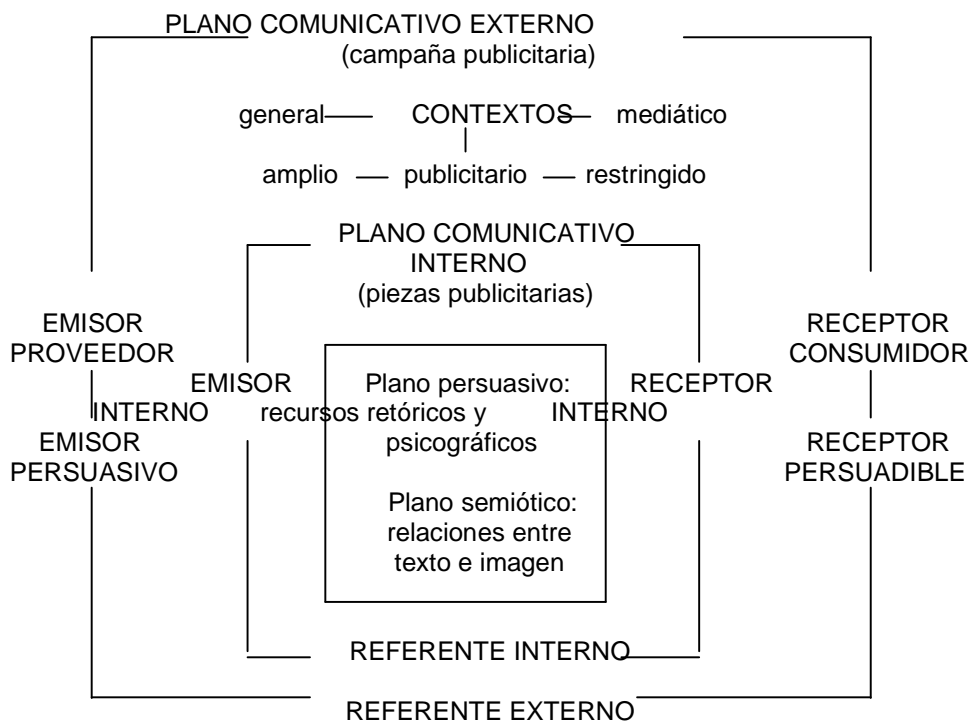 PLANO COMUNICATIVO EXTERNO
(campaña publicitaria)
general CONTEXTOS mediático
amplio publicitario restringido
PLANO COMUNICATIVO
INTERNO
(piezas publicitarias)
EMISOR
PROVEEDOR
RECEPTOR
CONSUMIDOR
EMISOR
INTERNO
Plano persuasivo:
recursos retóricos y
psicográficos
RECEPTOR
INTERNO
EMISOR
PERSUASIVO
RECEPTOR
PERSUADIBLE
Plano semiótico:
relaciones entre
texto e imagen
REFERENTE INTERNO
REFERENTE EXTERNO